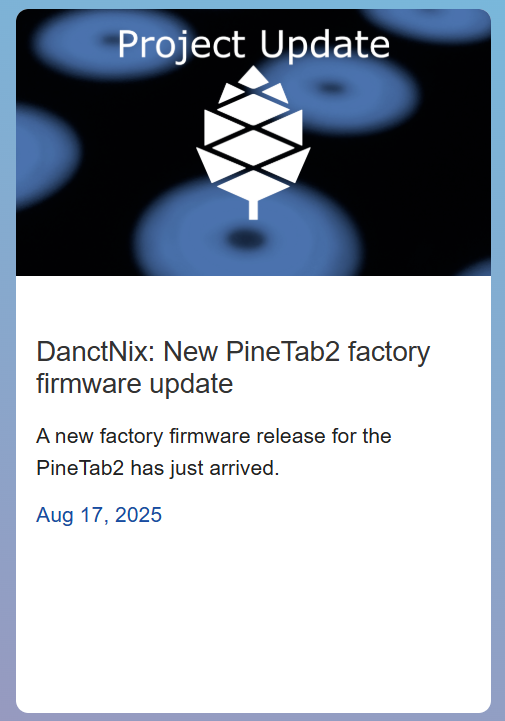 Project Update
DanctNix: New PineTab2 factory
firmware update
A new factory firmware release for the
PineTab2 has just arrived.
Aug 17, 2025